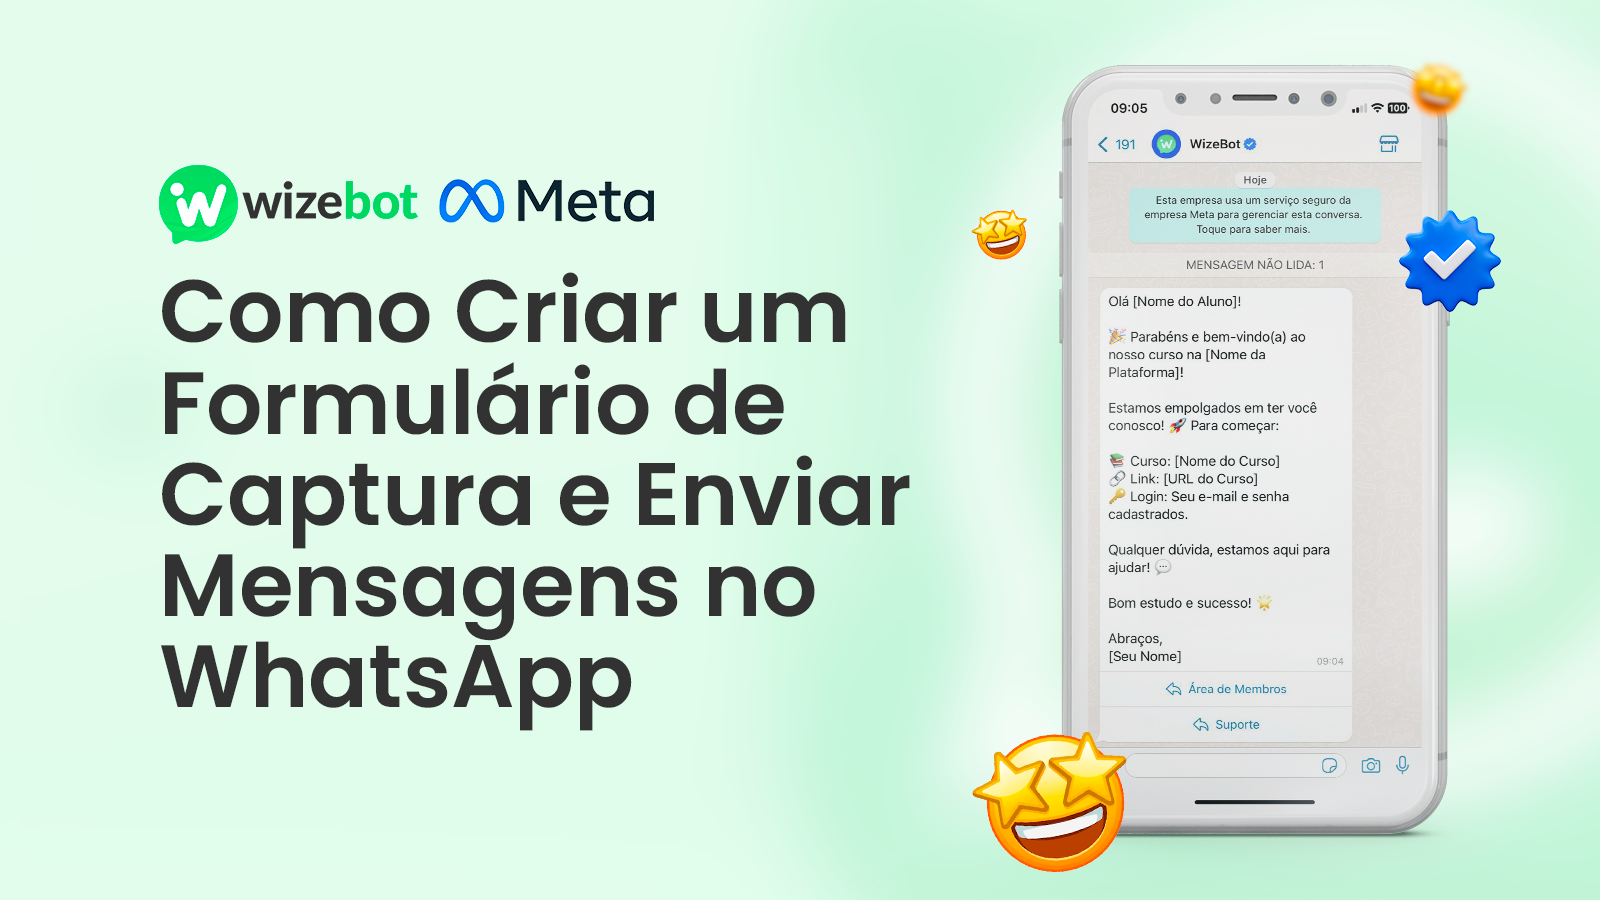 wizebot Meta
Como Criar um
Formulário de
Captura e Enviar
Mensagens no
WhatsApp
09:05
100
191
WizeBot
Hoje
Esta empresa usa um serviço seguro da
empresa Meta para gerenciar esta conversa.
Toque para saber mais.
MENSAGEM NÃO LIDA: 1
Olá [Nome do Aluno]!
🎉 Parabéns e bem-vindo(a) ao
nosso curso na [Nome da
Plataforma]!
Estamos empolgados em ter você
conosco! 🚀 Para começar:
📚 Curso: [Nome do Curso]
🔗 Link: [URL do Curso]
🔑 Login: Seu e-mail e senha
cadastrados.
Qualquer dúvida, estamos aqui para
ajudar! 💬
Bom estudo e sucesso! 🌟
Abraços,
[Seu Nome]
09:04
Área de Membros
Suporte